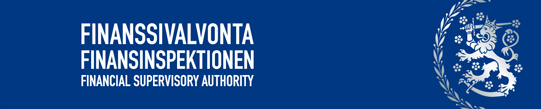 FINANSSIVALVONTA
FINANSINSPEKTIONEN
FINANCIAL SUPERVISORY AUTHORITY